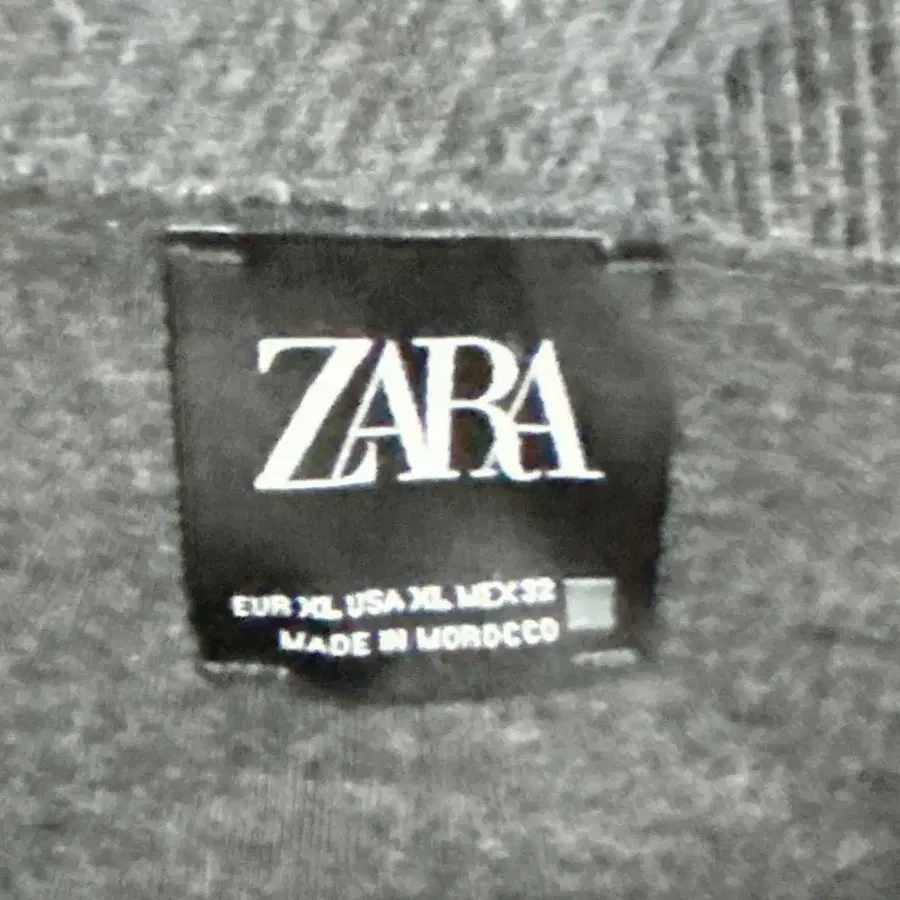 ZARA
EUR XL USA XL MEX 32
MADE IN MOROCCO